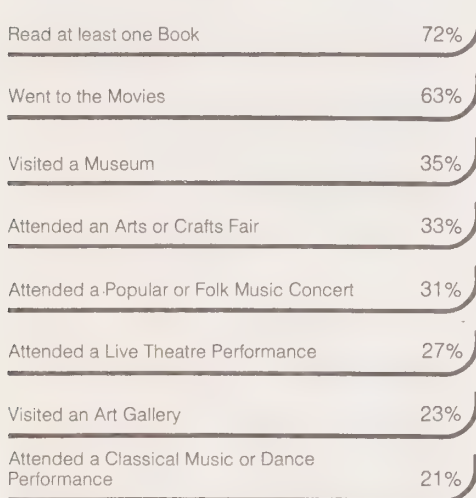 Read at least one Book 72%
Went to the Movies 63%
Visited a Museum 35%
Attended an Arts or Crafts Fair 33%
Attended a Popular or Folk Music Concert 31%
Attended a Live Theatre Performance 27%
Visited an Art Gallery 23%
Attended a Classical Music or Dance
Performance 21%